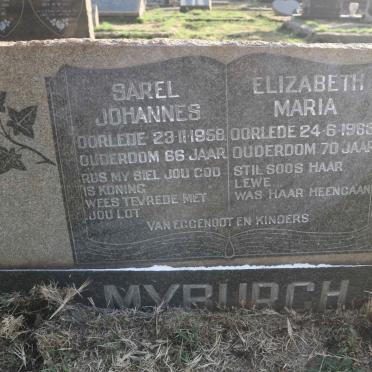 SAREL
JOHANNES
OORLEDE 23-11-1958
OUDERDOM 66 JAAR
RUS MY SIEL JOU GOD
IS KONING
WEES TEVREDE MET
JOU LOT
ELIZABETH
MARIA
OORLEDE 24-6-1963
OUDERDOM 70 JAAR
STIL SOOS HAAR
LEWE
WAS HAAR HEENGAAN
VAN EGGENOOT EN KINDERS
MYBURGH